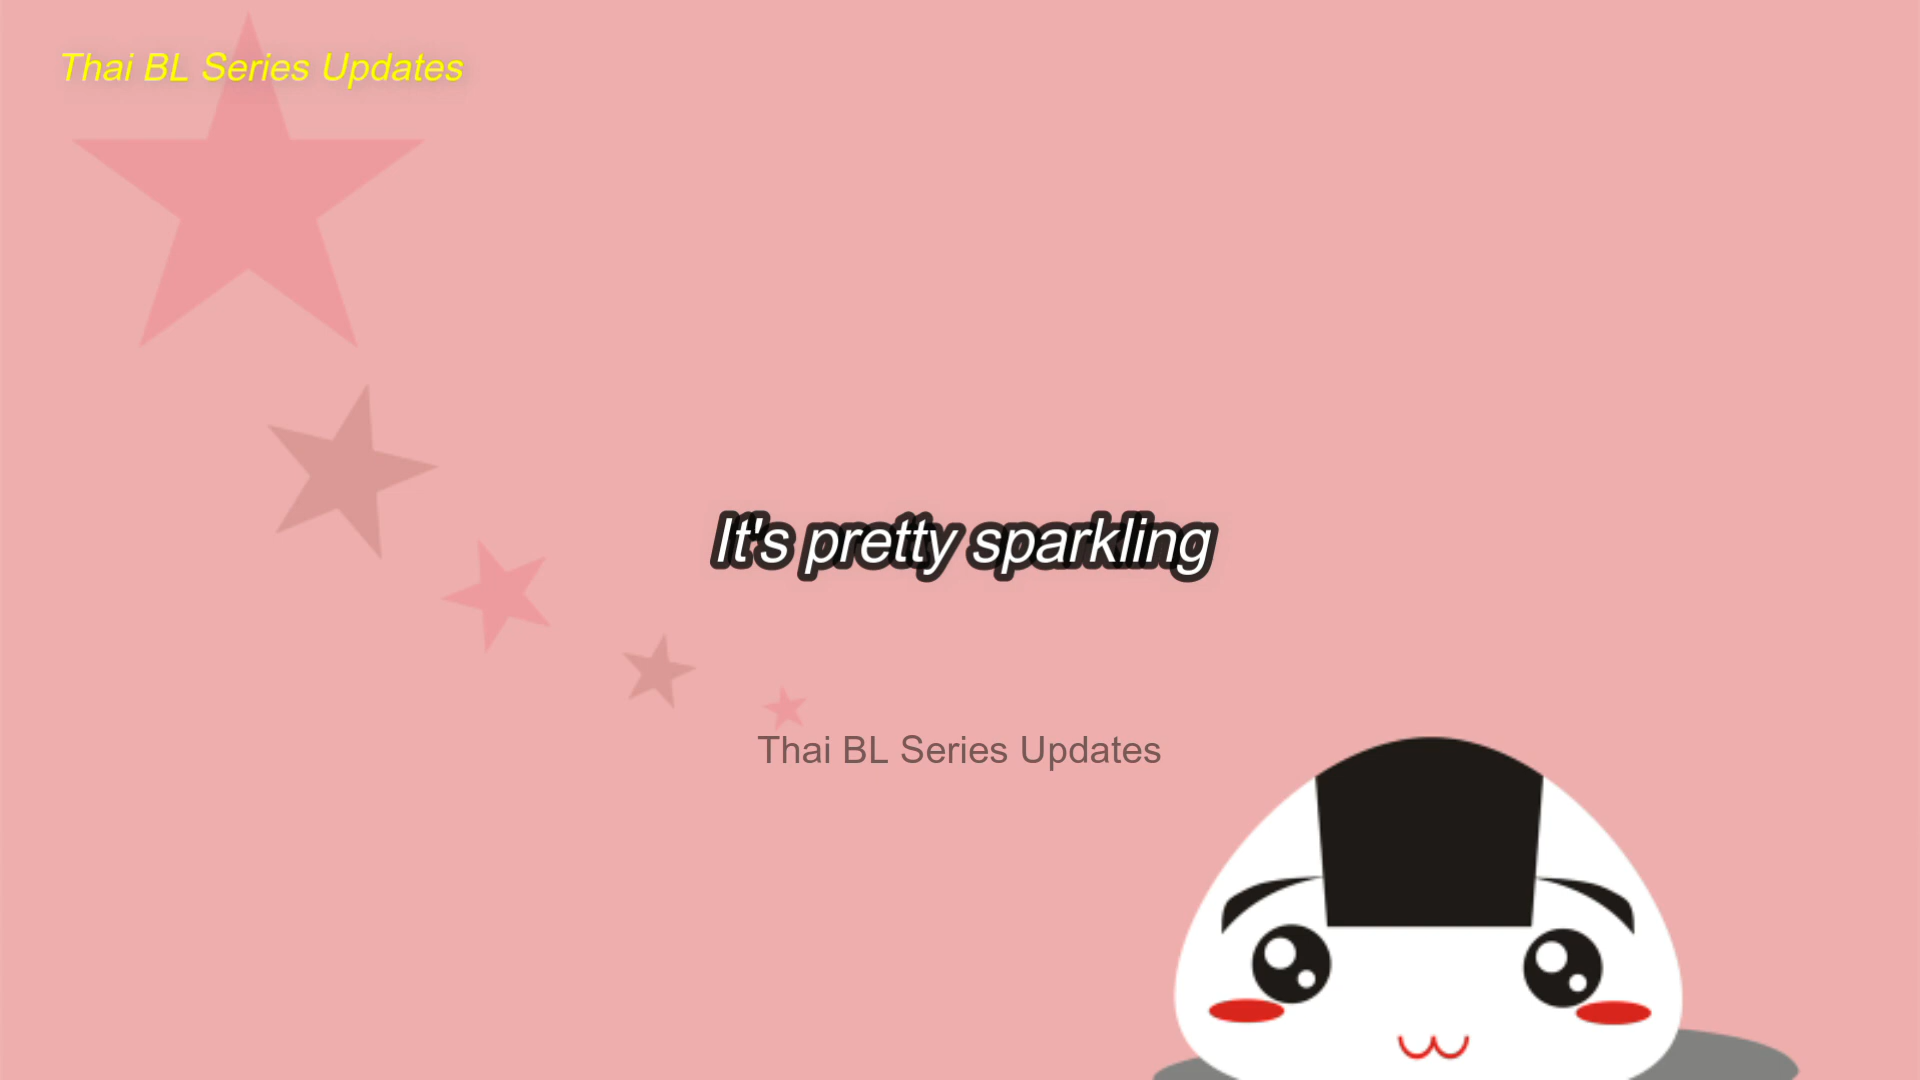 Thai BL Series Updates
It's pretty sparkling
Thai BL Series Updates